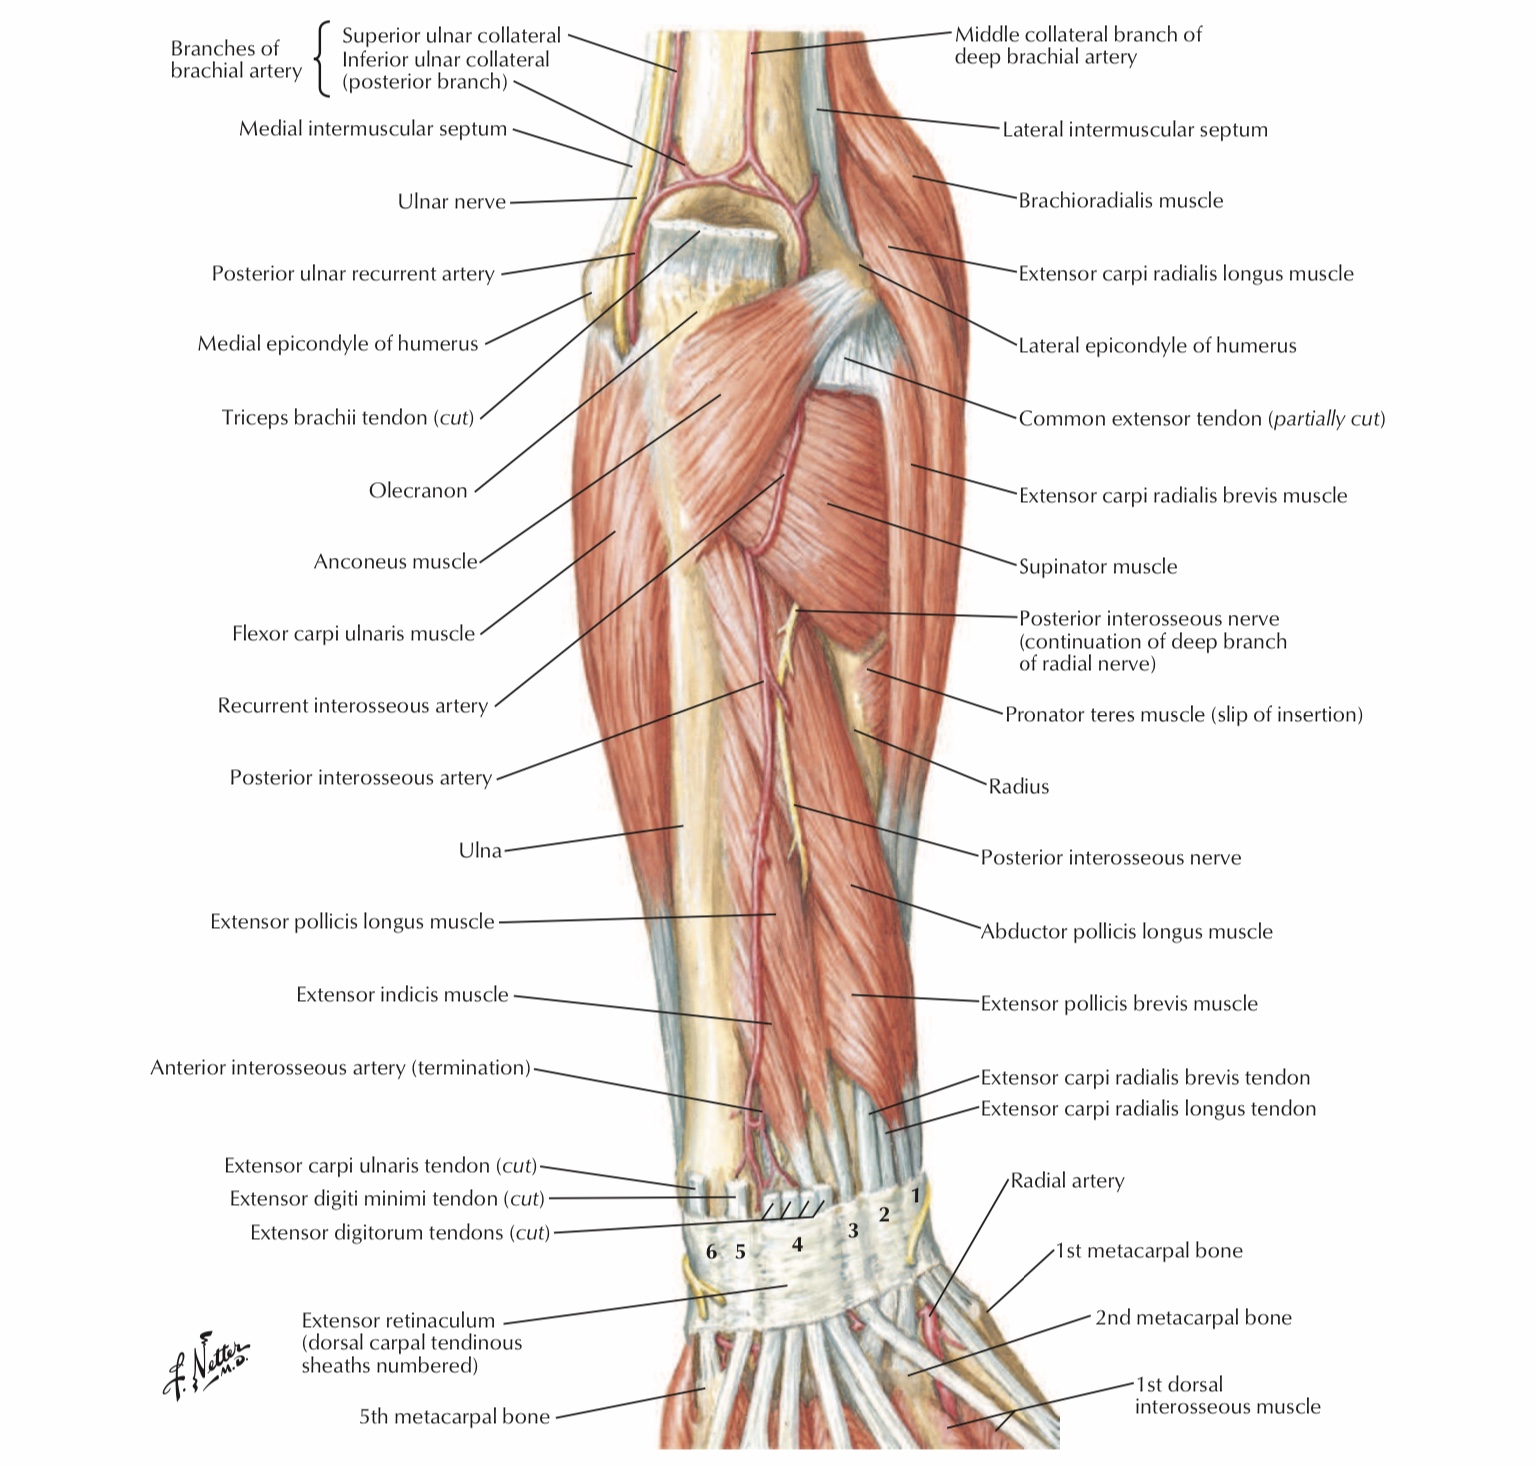 Branches of
brachial artery
Superior ulnar collateral
Inferior ulnar collateral
(posterior branch)
Medial intermuscular septum
Ulnar nerve
Posterior ulnar recurrent artery
Medial epicondyle of humerus
Triceps brachii tendon (cut)
Olecranon
Anconeus muscle
Flexor carpi ulnaris muscle
Recurrent interosseous artery
Posterior interosseous artery
Ulna
Extensor pollicis longus muscle
Extensor indicis muscle
Anterior interosseous artery (termination)
Extensor carpi ulnaris tendon (cut)
Extensor digiti minimi tendon (cut)
Extensor digitorum tendons (cut)
Extensor retinaculum
(dorsal carpal tendinous
sheaths numbered)
5th metacarpal bone
Middle collateral branch of
deep brachial artery
Lateral intermuscular septum
Brachioradialis muscle
Extensor carpi radialis longus muscle
Lateral epicondyle of humerus
Common extensor tendon (partially cut)
Extensor carpi radialis brevis muscle
Supinator muscle
Posterior interosseous nerve
(continuation of deep branch
of radial nerve)
Pronator teres muscle (slip of insertion)
Radius
Posterior interosseous nerve
Abductor pollicis longus muscle
Extensor pollicis brevis muscle
Extensor carpi radialis brevis tendon
Extensor carpi radialis longus tendon
Radial artery
1st metacarpal bone
2nd metacarpal bone
1st dorsal
interosseous muscle
6 5 4 3 2 1
F. Netter
M.D.